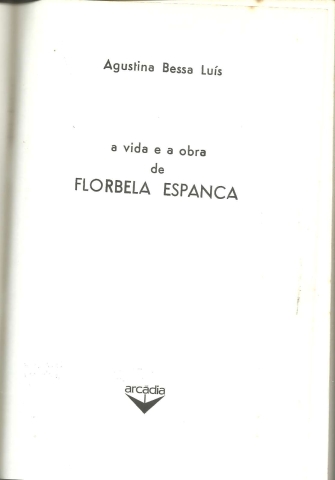 Agustina Bessa Luís
a vida e a obra
de
FLORBELA ESPANCA
arcádia